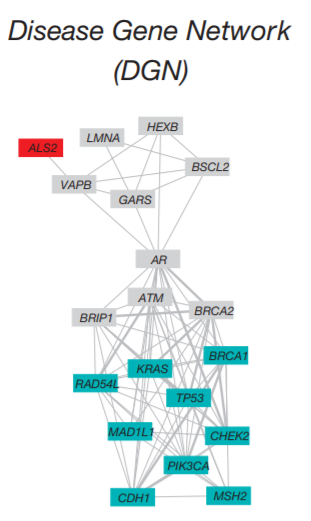 Disease Gene Network
(DGN)
HEXB
LMNA
ALS2
BSCL2
VAPB
GARS
AR
ATM
BRCA2
BRIP1
BRCA1
KRAS
RAD54L
TP53
MAD1L1
CHEK2
PIK3CA
CDH1
MSH2